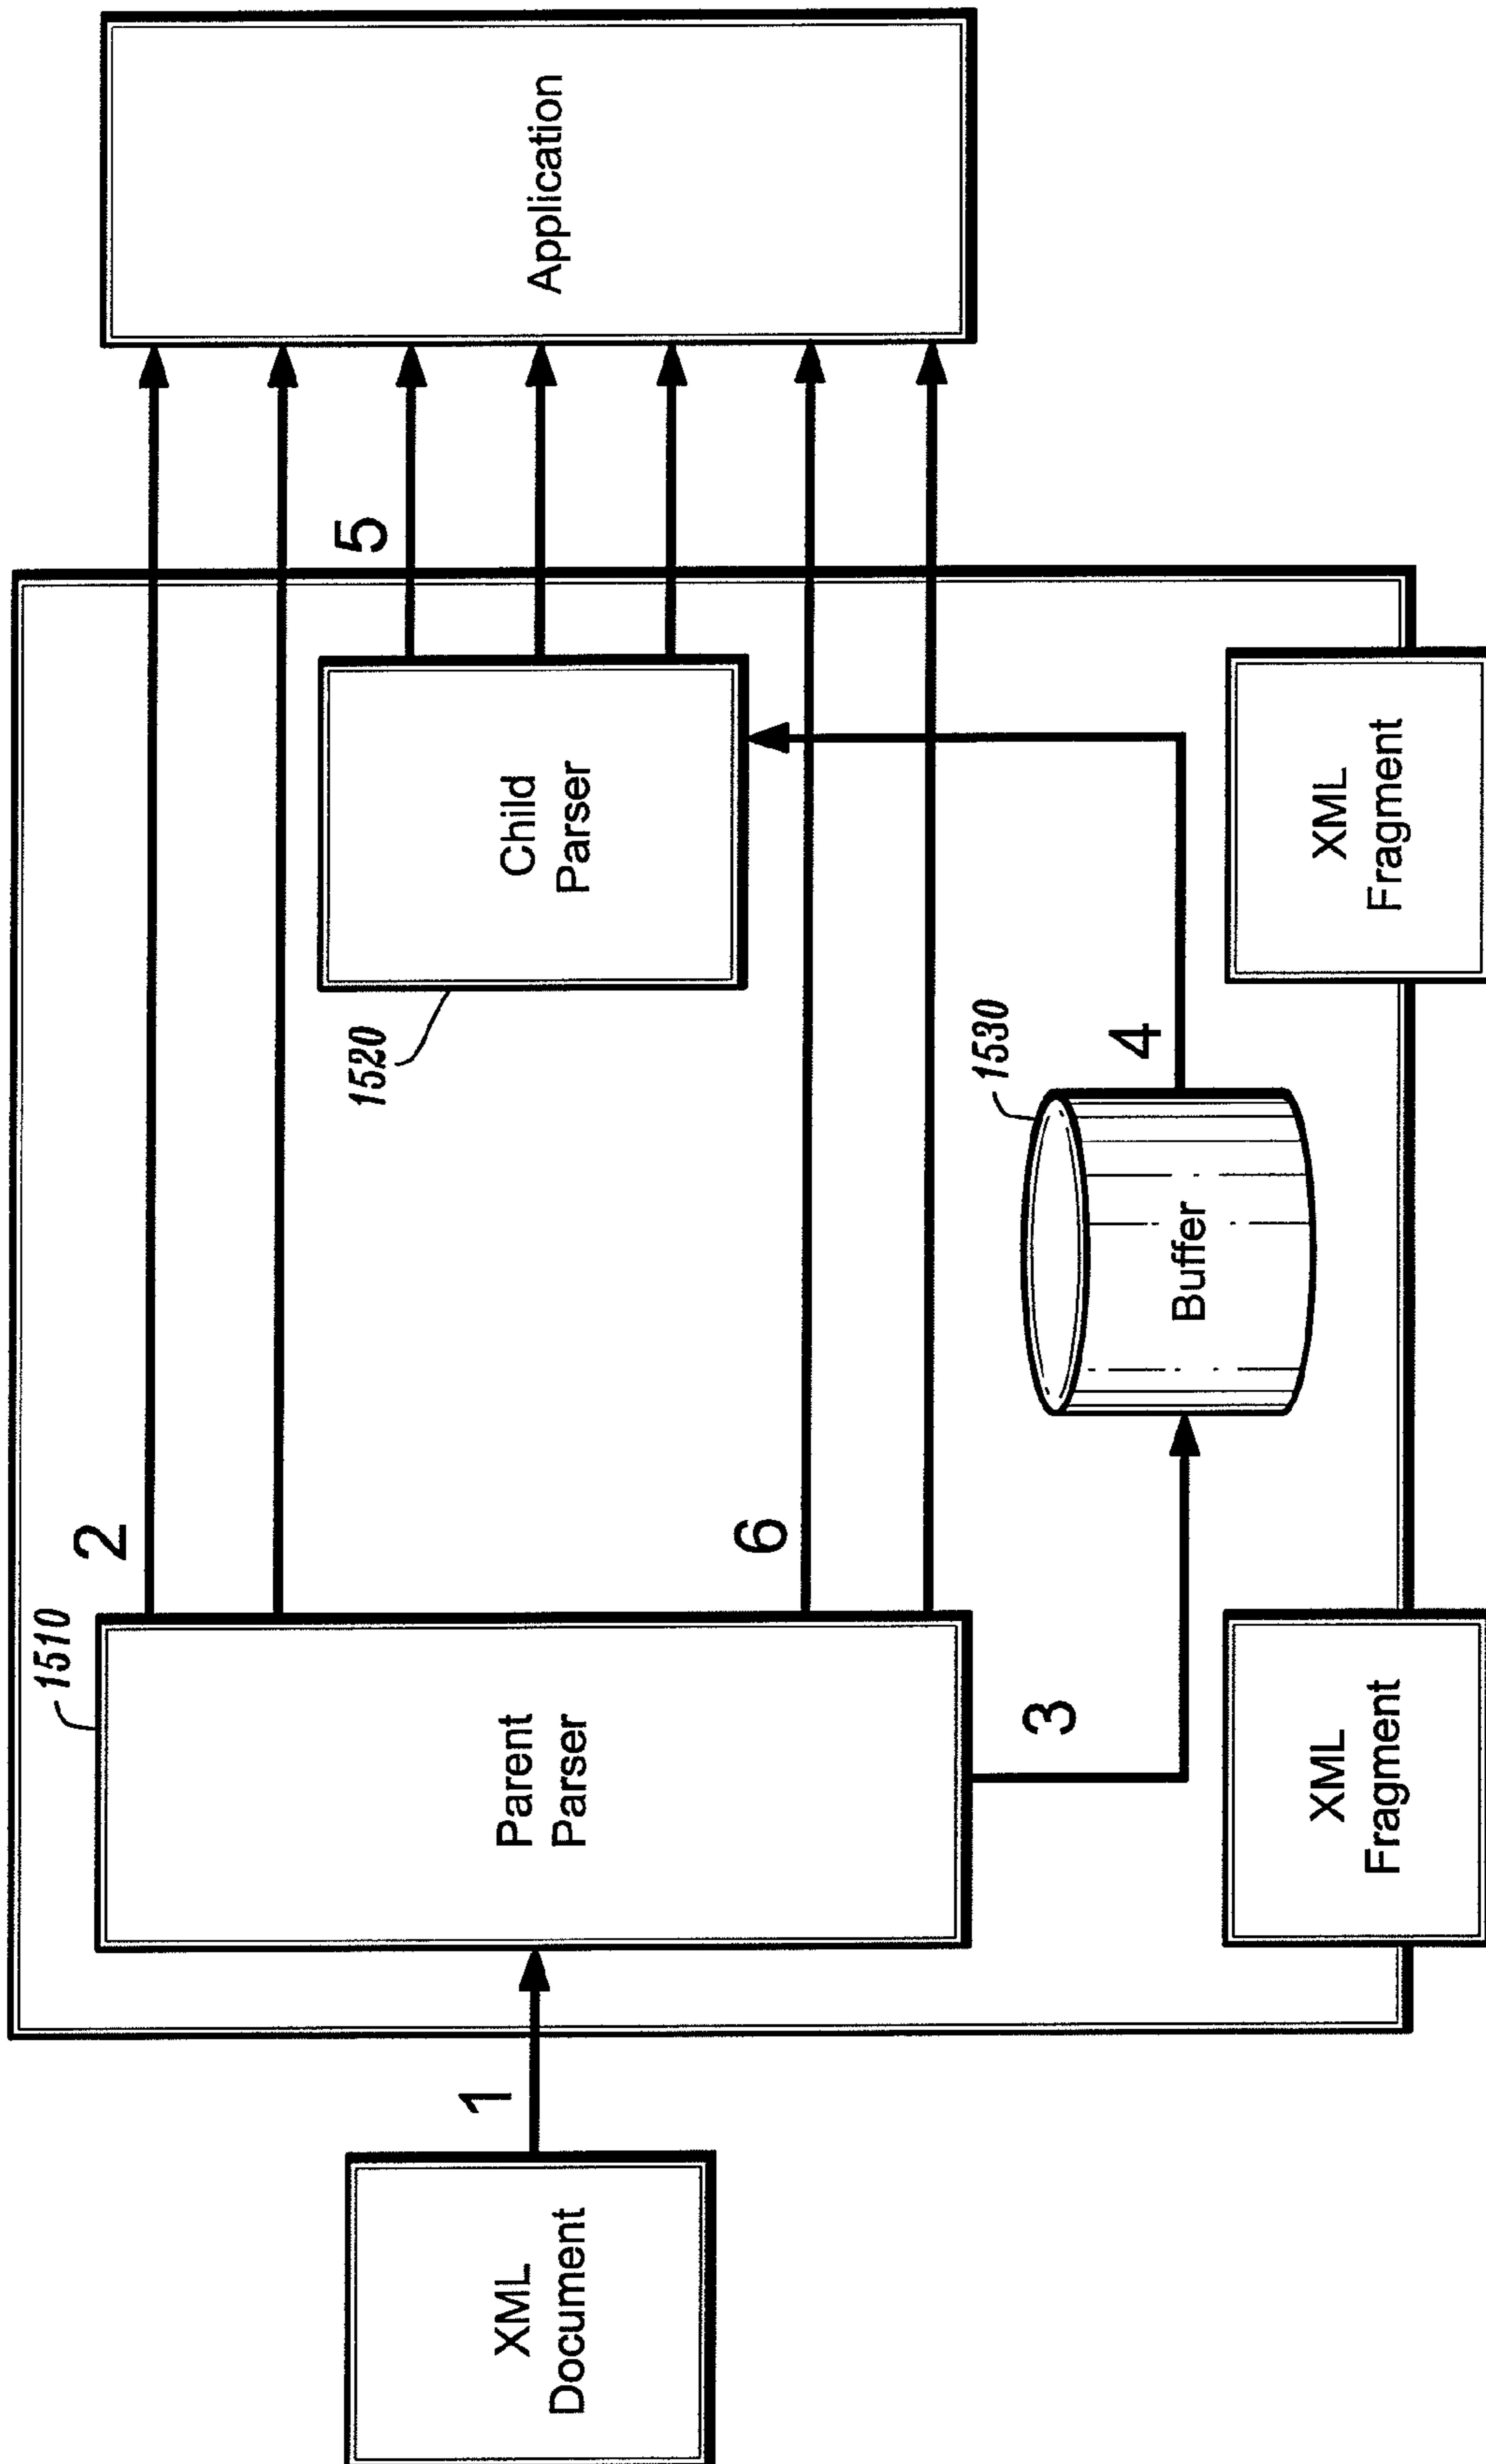 XML
Document
1
1510
Parent
Parser
2
6
3
1530
Buffer
4
1520
Child
Parser
5
Application
XML
Fragment
XML
Fragment